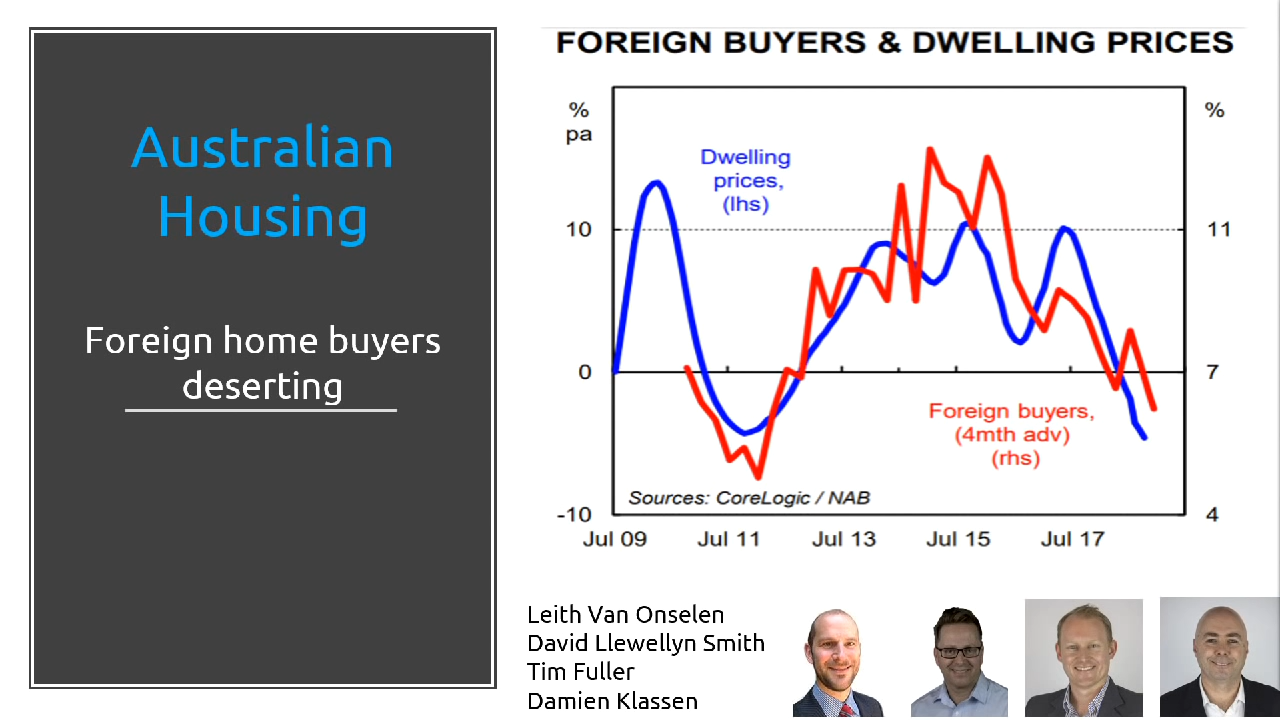 Australian
Housing
Foreign home buyers
deserting
FOREIGN BUYERS & DWELLING PRICES
%
pa
%
Dwelling
prices,
(lhs)
10
11
0
7
Foreign buyers,
(4mth adv)
(rhs)
Sources: CoreLogic / NAB
-10
4
Jul 09 Jul 11 Jul 13 Jul 15 Jul 17
Leith Van Onselen
David Llewellyn Smith
Tim Fuller
Damien Klassen